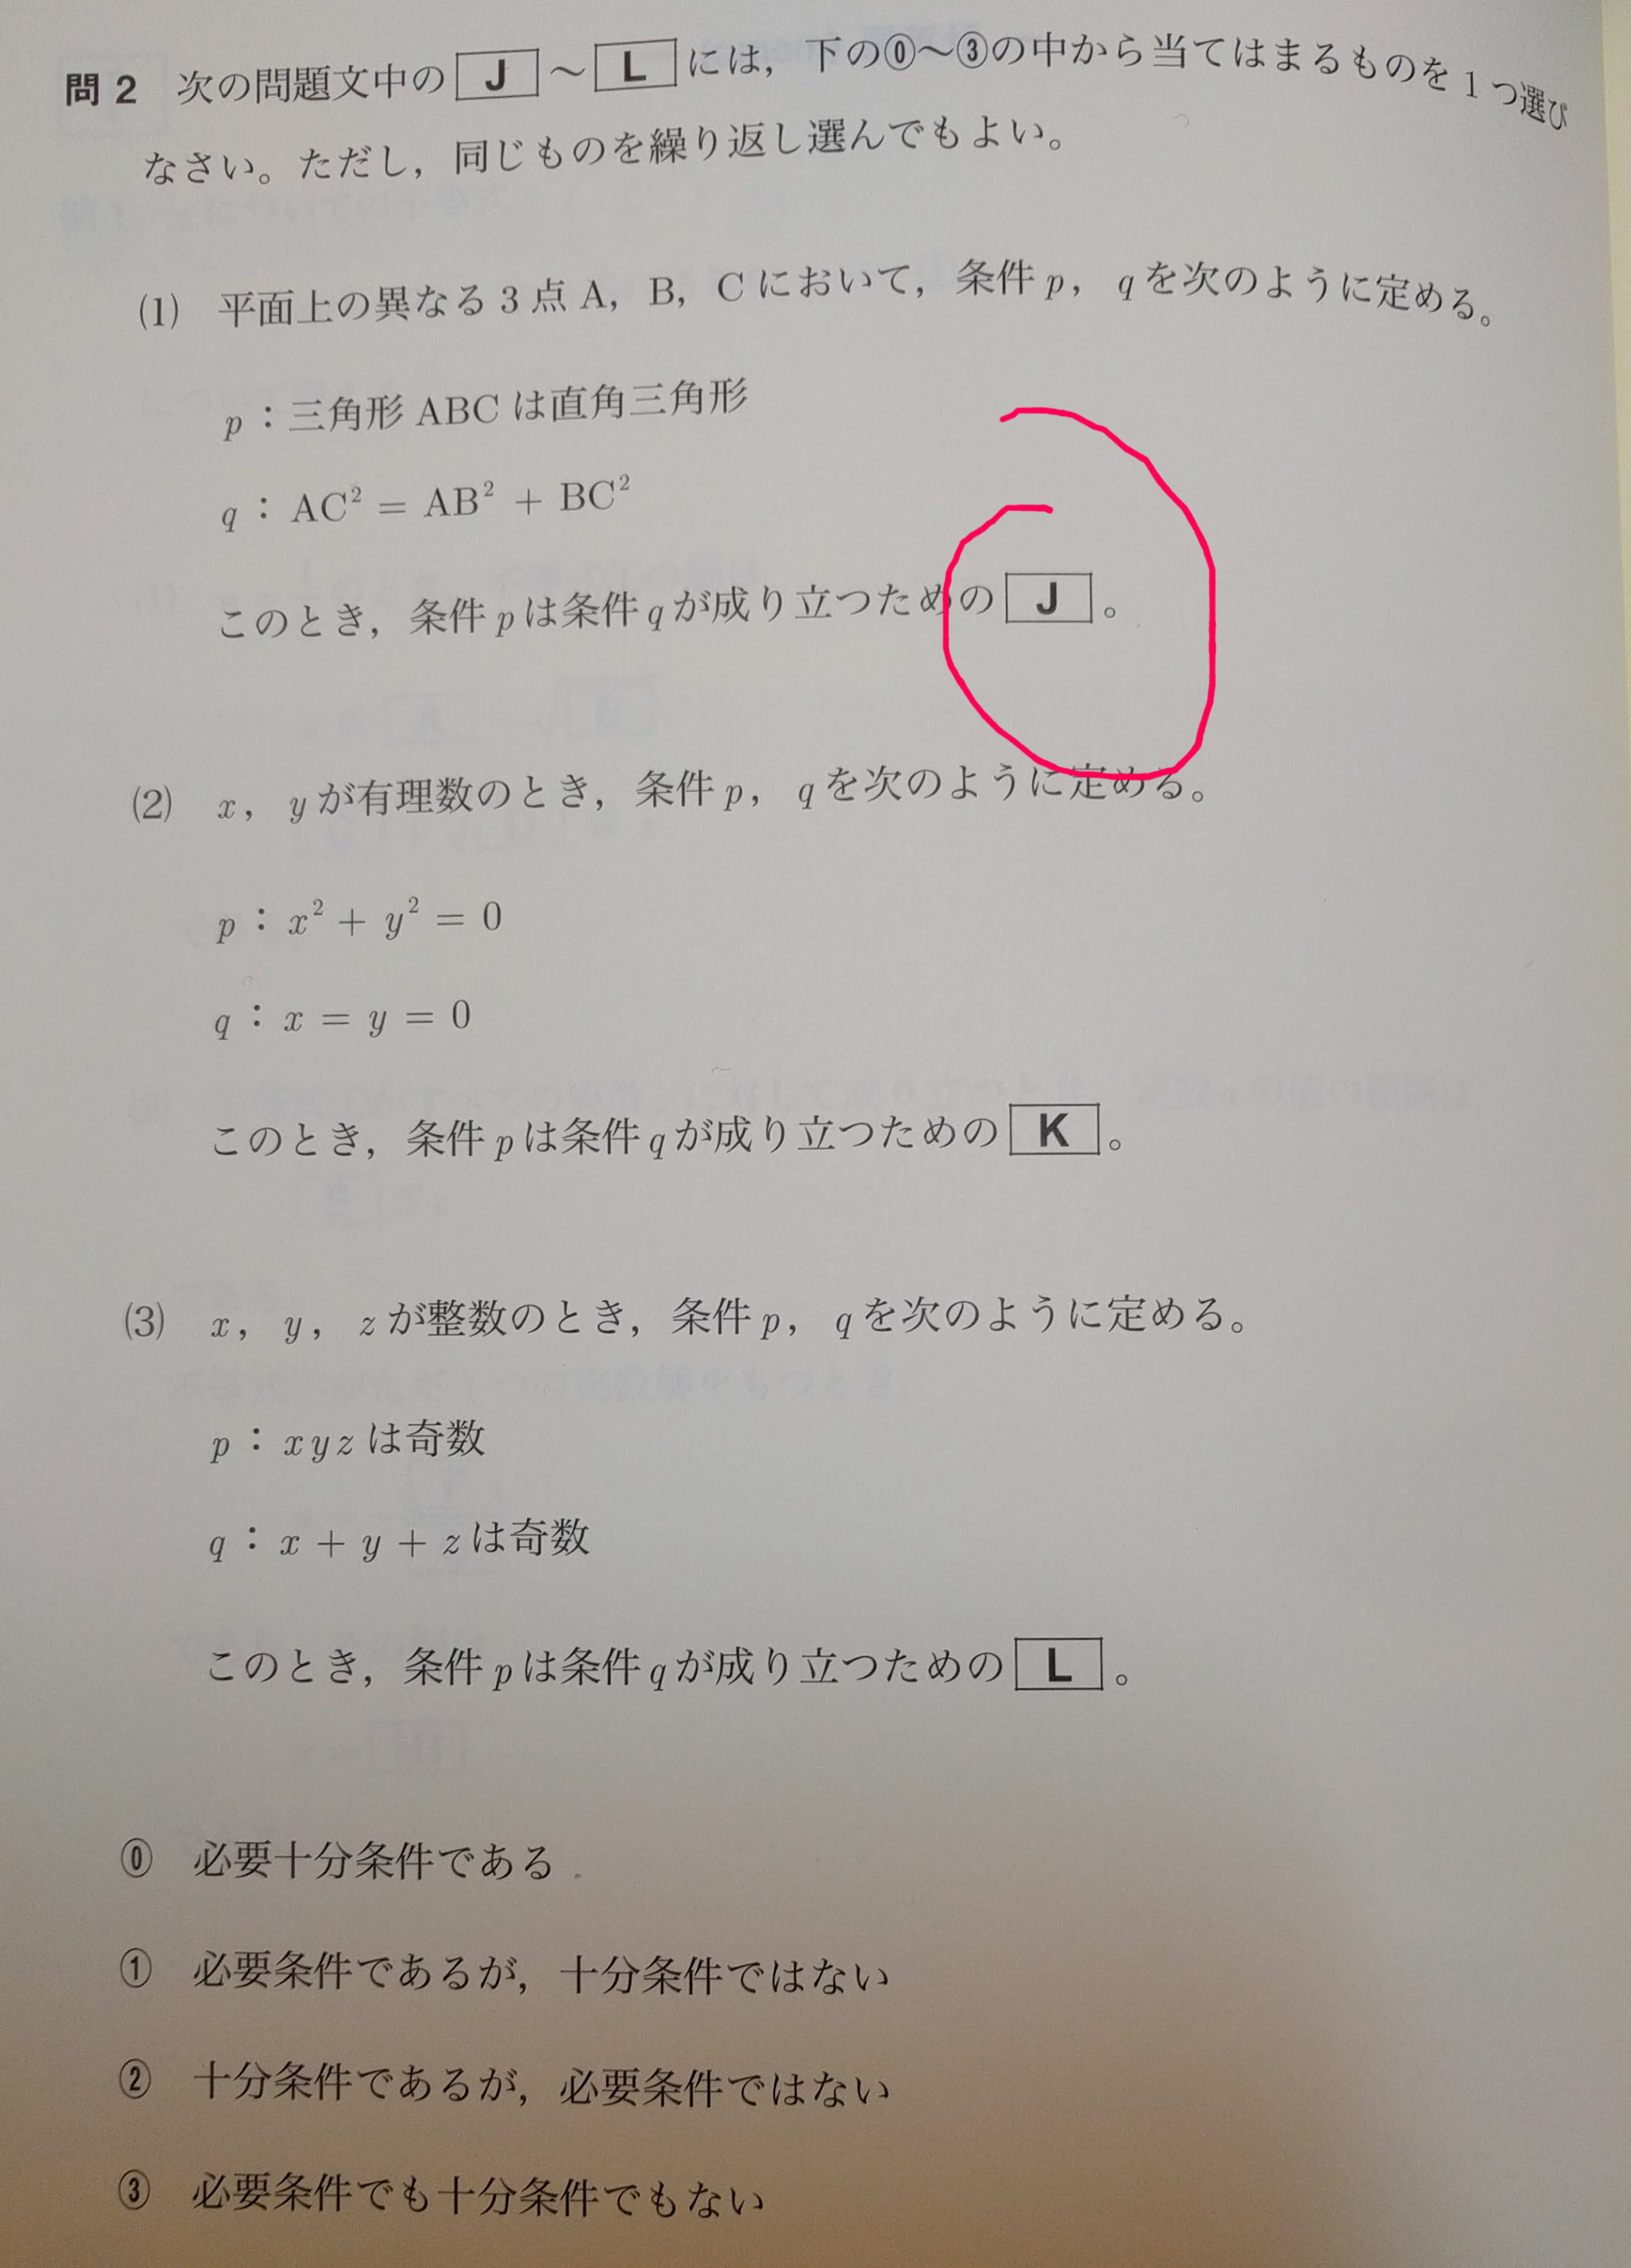 問 2 次の問題文中の J ～ L には，下の⓪～③の中から当てはまるものを 1 つ選び
なさい。ただし，同じものを繰り返し選んでもよい。
(1) 平面上の異なる 3 点 A，B，C において，条件 p，q を次のように定める。
p：三角形 ABC は直角三角形
q：AC² = AB² + BC²
このとき，条件 p は条件 q が成り立つための J 。
(2) x，y が有理数のとき，条件 p，q を次のように定める。
p：x² + y² = 0
q：x = y = 0
このとき，条件 p は条件 q が成り立つための K 。
(3) x，y，z が整数のとき，条件 p，q を次のように定める。
p：xyz は奇数
q：x + y + z は奇数
このとき，条件 p は条件 q が成り立つための L 。
⓪ 必要十分条件である
① 必要条件であるが，十分条件ではない
② 十分条件であるが，必要条件ではない
③ 必要条件でも十分条件でもない